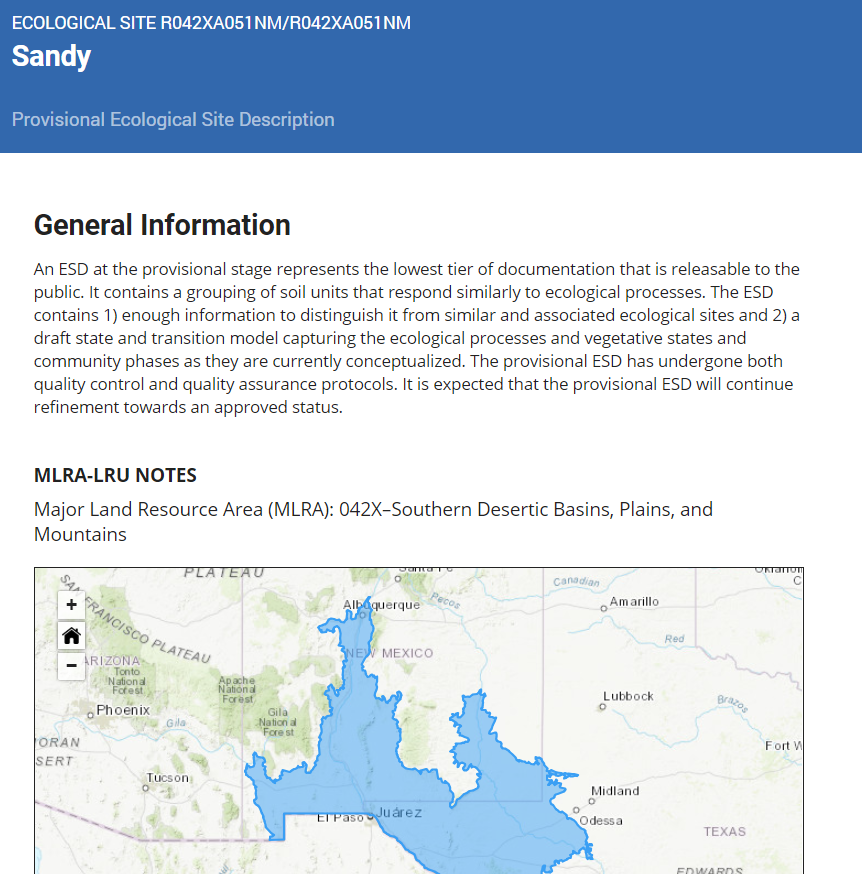 ECOLOGICAL SITE R042XA051NM/R042XA051NM
Sandy
Provisional Ecological Site Description
General Information
An ESD at the provisional stage represents the lowest tier of documentation that is releasable to the
public. It contains a grouping of soil units that respond similarly to ecological processes. The ESD
contains 1) enough information to distinguish it from similar and associated ecological sites and 2) a
draft state and transition model capturing the ecological processes and vegetative states and
community phases as they are currently conceptualized. The provisional ESD has undergone both
quality control and quality assurance protocols. It is expected that the provisional ESD will continue
refinement towards an approved status.
MLRA-LRU NOTES
Major Land Resource Area (MLRA): 042X–Southern Desertic Basins, Plains, and
Mountains
PLATEAU
Santa Fe
Canadian
SAN FRANCISCO PLATEAU
+
Albuquerque
Pecos
Amarillo
Red
NEW MEXICO
−
ARIZONA
Tonto
National
Forest
Apache
National
Forest
Lubbock
Brazos
Phoenix
Gila
National
Forest
Gila
ORAN
SERT
Fort W
Tucson
Midland
El Paso
Juárez
Odessa
TEXAS
EDWARDS